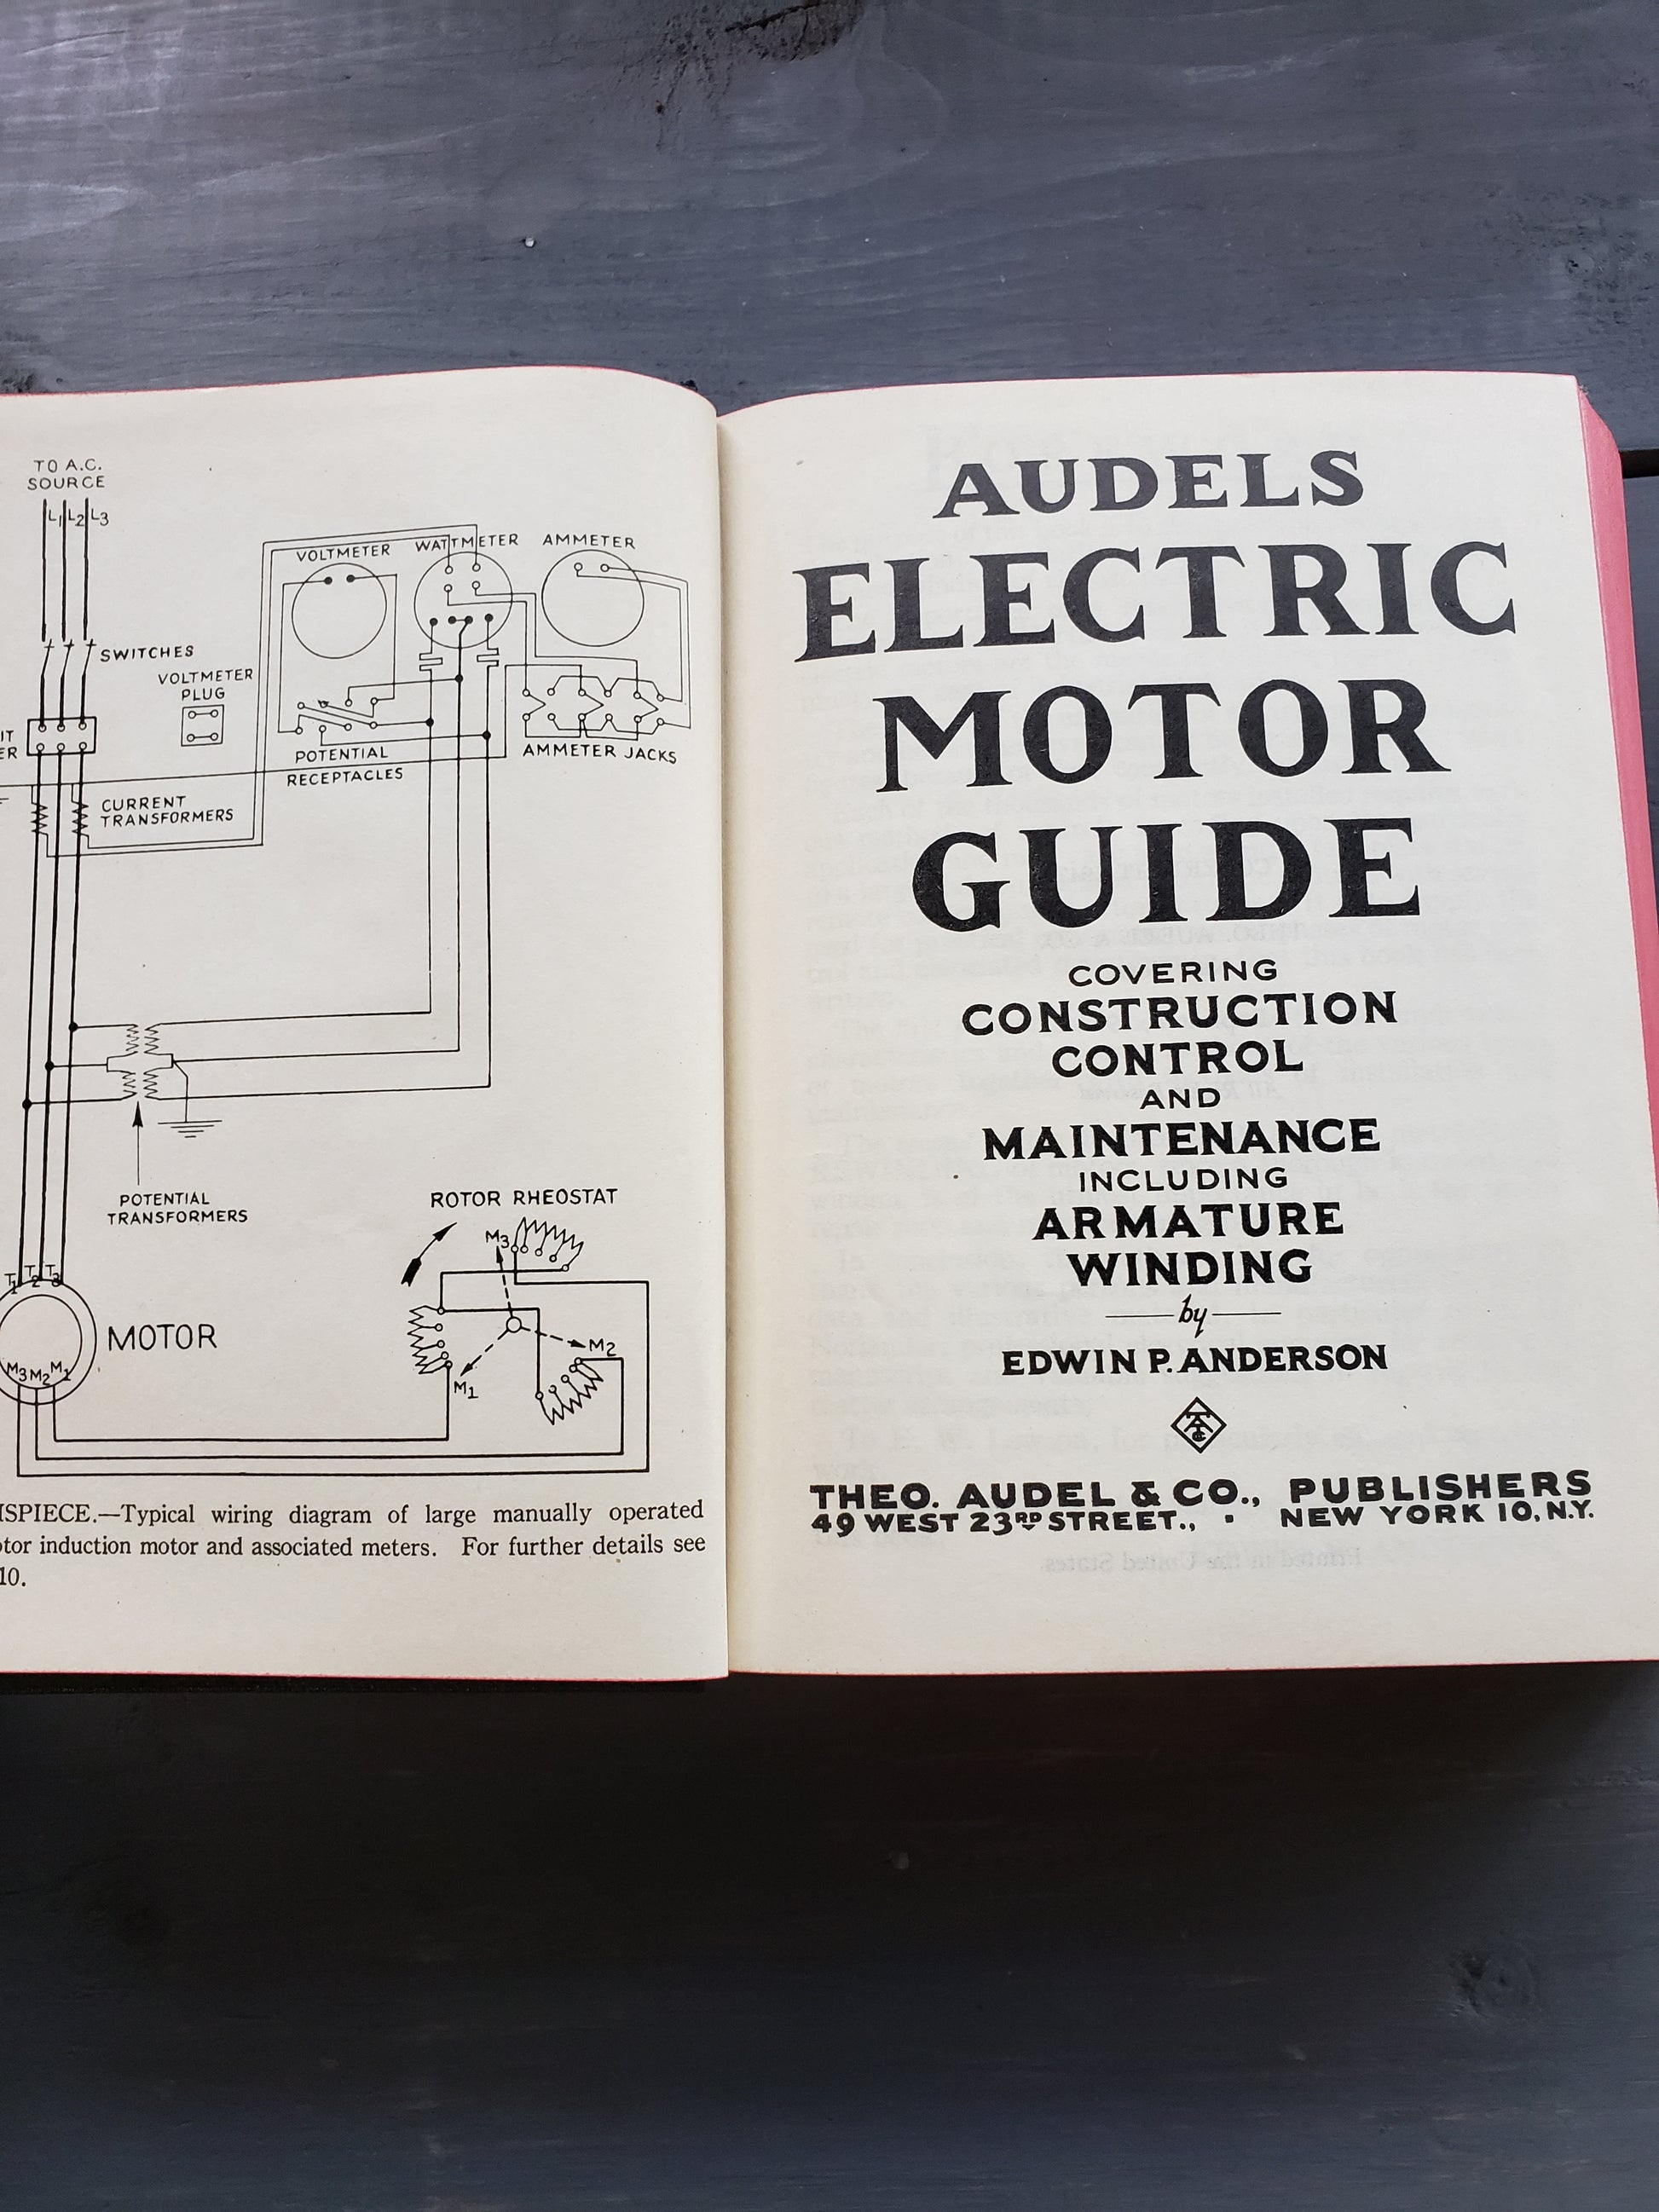 TO A.C.
SOURCE
L1 L2 L3
VOLTMETER WATTMETER AMMETER
SWITCHES
VOLTMETER
PLUG
POTENTIAL
RECEPTACLES
AMMETER JACKS
CURRENT
TRANSFORMERS
POTENTIAL
TRANSFORMERS
ROTOR RHEOSTAT
M3
M2
M1
T1 T2 T3
MOTOR
M3 M2 M1
ISPIECE.—Typical wiring diagram of large manually operated
otor induction motor and associated meters. For further details see
10.
AUDELS
ELECTRIC
MOTOR
GUIDE
COVERING
CONSTRUCTION
CONTROL
AND
MAINTENANCE
INCLUDING
ARMATURE
WINDING
by
EDWIN P. ANDERSON
THEO. AUDEL & CO., PUBLISHERS
49 WEST 23RD STREET., · NEW YORK 10, N.Y.